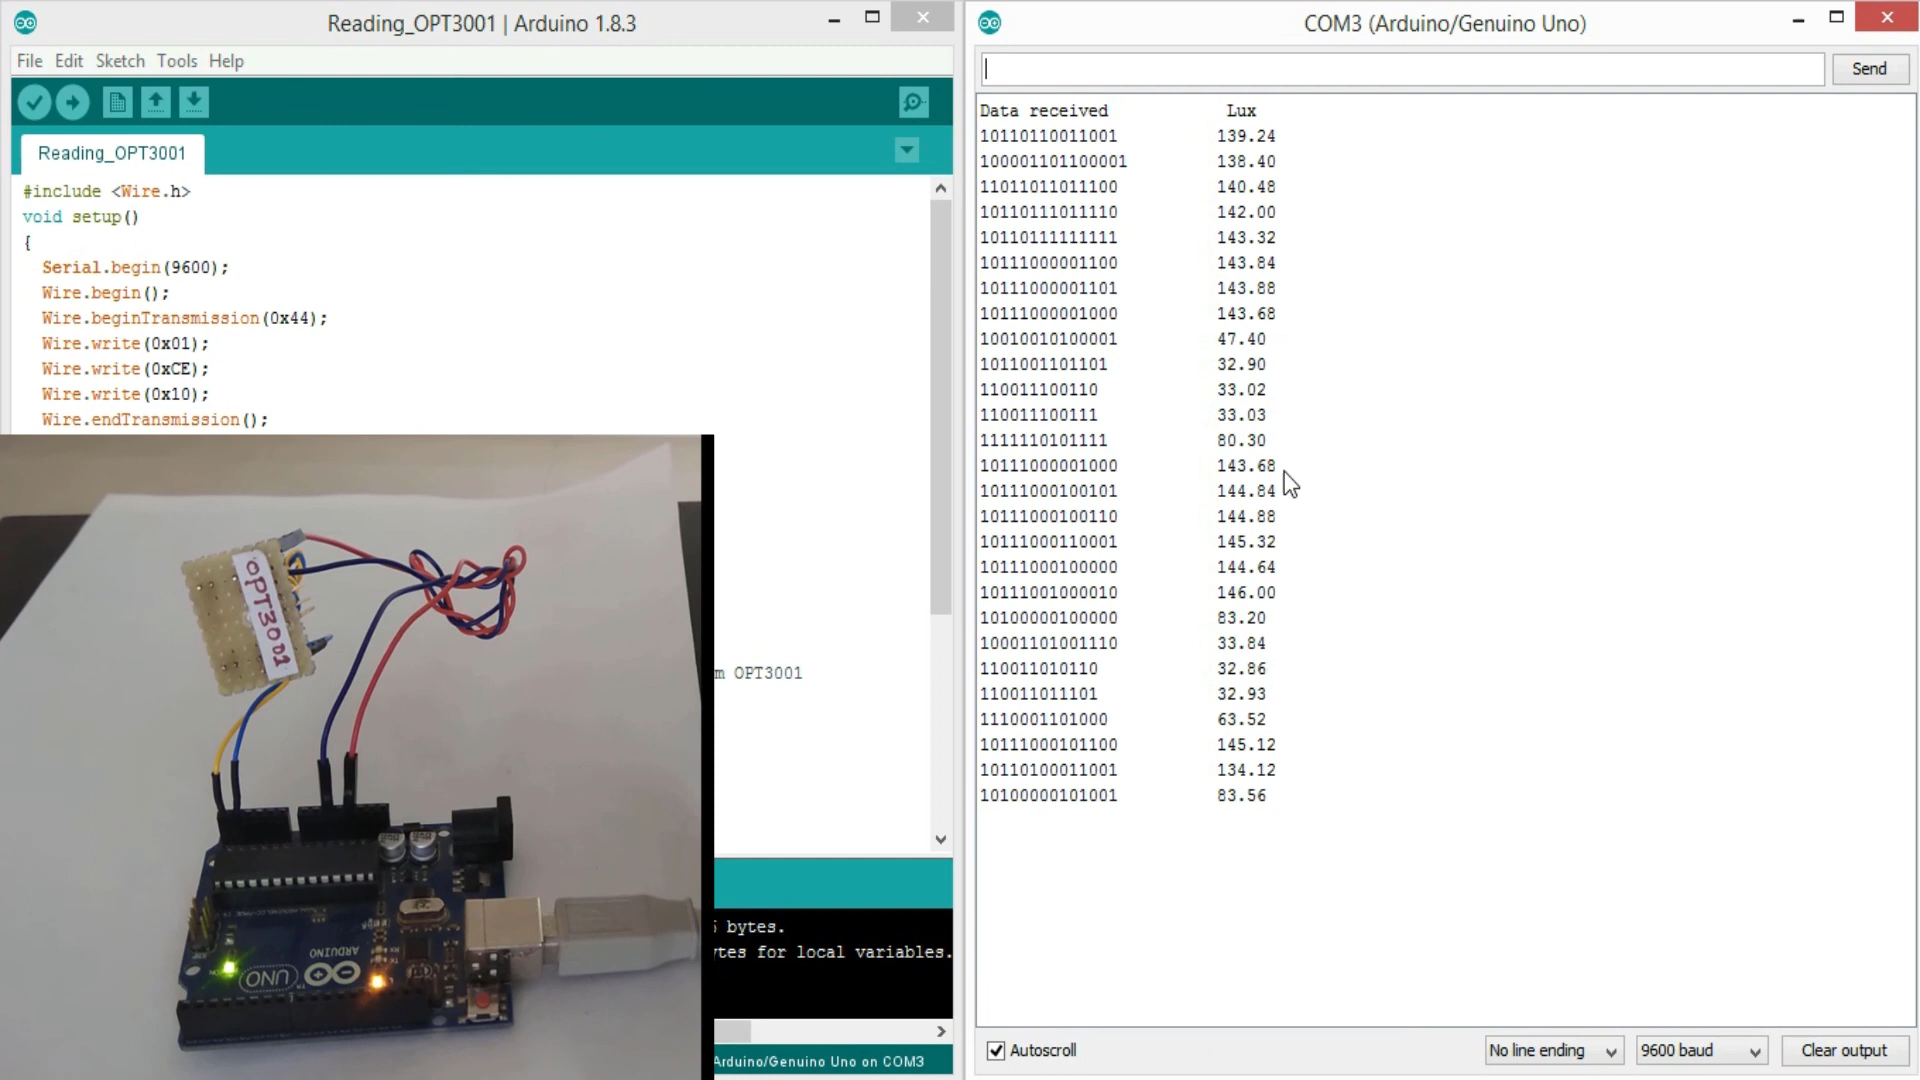 Reading_OPT3001 | Arduino 1.8.3
File Edit Sketch Tools Help
Reading_OPT3001
#include <Wire.h>
void setup()
{
Serial.begin(9600);
Wire.begin();
Wire.beginTransmission(0x44);
Wire.write(0x01);
Wire.write(0xCE);
Wire.write(0x10);
Wire.endTransmission();
m OPT3001
bytes.
tes for local variables.
Arduino/Genuino Uno on COM3
OPT3001
ARDUINO
UNO
COM3 (Arduino/Genuino Uno)
Send
Data received Lux
10110110011001 139.24
100001101100001 138.40
11011011011100 140.48
10110111011110 142.00
10110111111111 143.32
10111000001100 143.84
10111000001101 143.88
10111000001000 143.68
10010010100001 47.40
1011001101101 32.90
110011100110 33.02
110011100111 33.03
1111110101111 80.30
10111000001000 143.68
10111000100101 144.84
10111000100110 144.88
10111000110001 145.32
10111000100000 144.64
10111001000010 146.00
10100000100000 83.20
10001101001110 33.84
110011010110 32.86
110011011101 32.93
1110001101000 63.52
10111000101100 145.12
10110100011001 134.12
10100000101001 83.56
Autoscroll
No line ending
9600 baud
Clear output